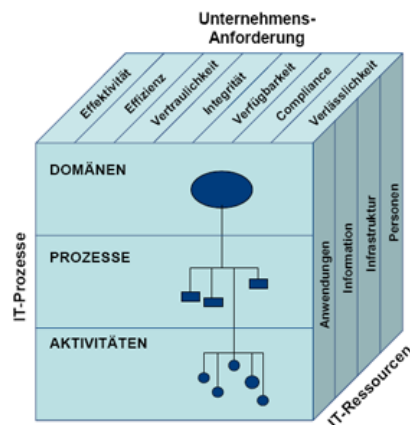 Unternehmens-
Anforderung
Effektivität
Effizienz
Vertraulichkeit
Integrität
Verfügbarkeit
Compliance
Verlässlichkeit
DOMÄNEN
PROZESSE
AKTIVITÄTEN
IT-Prozesse
Anwendungen
Information
Infrastruktur
Personen
IT-Ressourcen